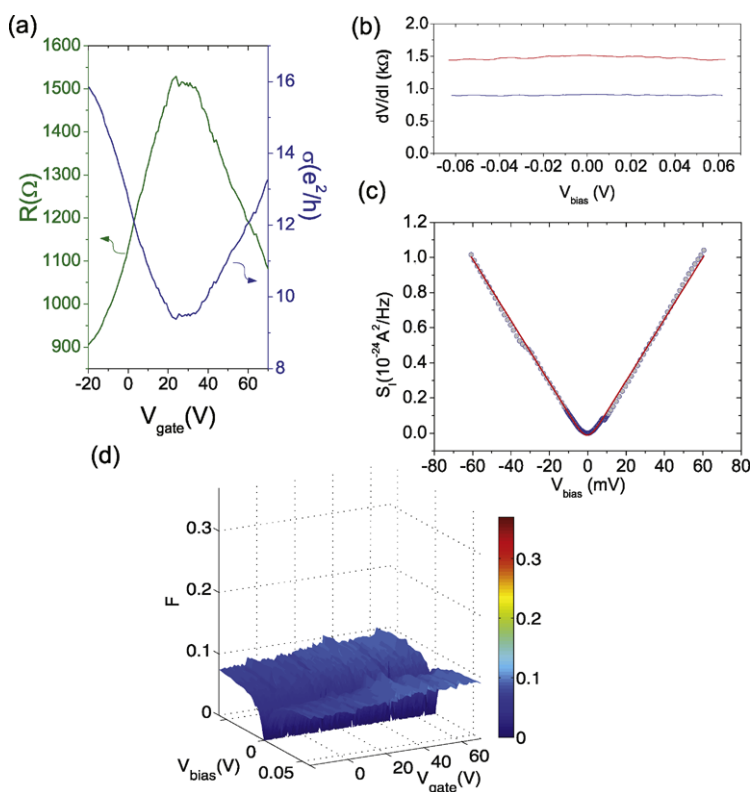 (a)
R(Ω)
1600
1500
1400
1300
1200
1100
1000
900
σ(e²/h)
16
14
12
10
8
-20 0 20 40 60
V_gate(V)
(b)
dV/dI (kΩ)
2.0
1.5
1.0
0.5
0.0
-0.06 -0.04 -0.02 0.00 0.02 0.04 0.06
V_bias (V)
(c)
S_I(10⁻²⁴A²/Hz)
1.2
1.0
0.8
0.6
0.4
0.2
0.0
-80 -60 -40 -20 0 20 40 60 80
V_bias (mV)
(d)
F
0.3
0.2
0.1
0
0
0.05
V_bias(V)
0 20 40 60
V_gate(V)
0.3
0.2
0.1
0